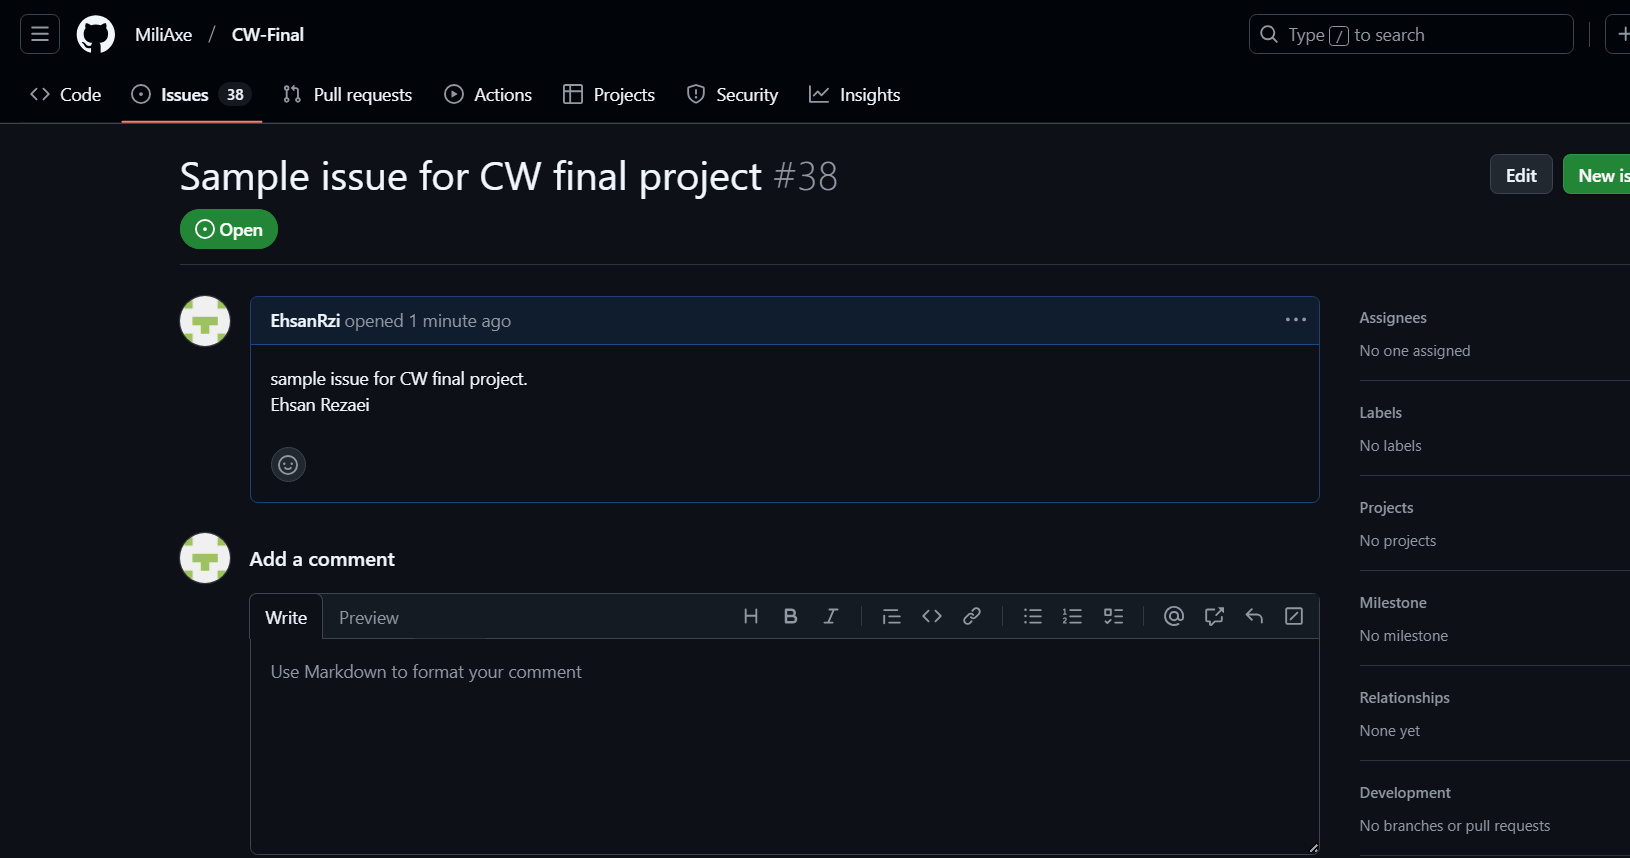 MiliAxe / CW-Final
Type / to search
Code
Issues 38
Pull requests
Actions
Projects
Security
Insights
Sample issue for CW final project #38
Edit
New is
Open
EhsanRzi opened 1 minute ago
sample issue for CW final project.
Ehsan Rezaei
Assignees
No one assigned
Labels
No labels
Projects
No projects
Add a comment
Write
Preview
Use Markdown to format your comment
Milestone
No milestone
Relationships
None yet
Development
No branches or pull requests